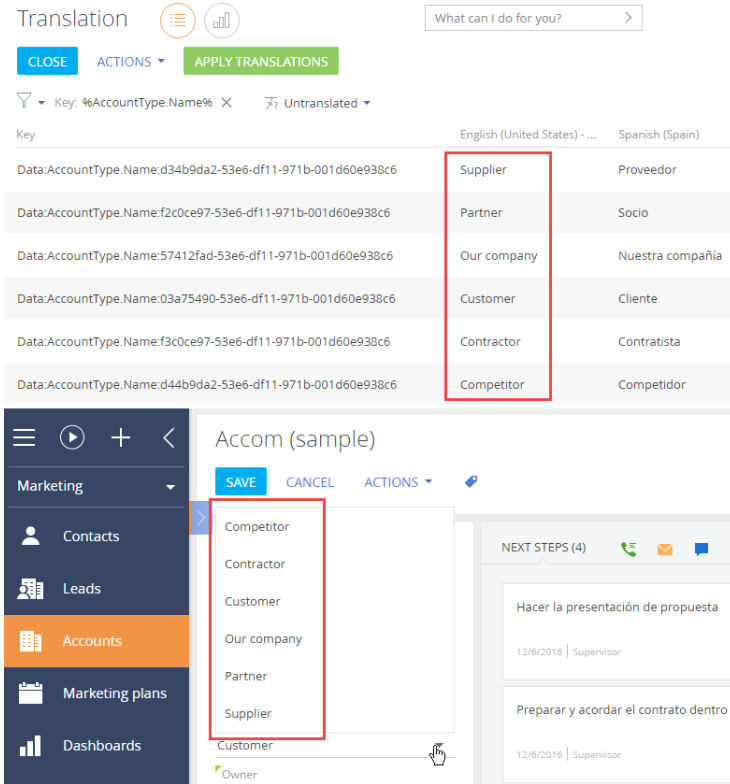 Translation
What can I do for you?
CLOSE ACTIONS APPLY TRANSLATIONS
Key: %AccountType.Name% Untranslated
Key English (United States) - ... Spanish (Spain)
Data:AccountType.Name:d34b9da2-53e6-df11-971b-001d60e938c6 Supplier Proveedor
Data:AccountType.Name:f2c0ce97-53e6-df11-971b-001d60e938c6 Partner Socio
Data:AccountType.Name:57412fad-53e6-df11-971b-001d60e938c6 Our company Nuestra compañía
Data:AccountType.Name:03a75490-53e6-df11-971b-001d60e938c6 Customer Cliente
Data:AccountType.Name:f3c0ce97-53e6-df11-971b-001d60e938c6 Contractor Contratista
Data:AccountType.Name:d44b9da2-53e6-df11-971b-001d60e938c6 Competitor Competidor
Marketing
Contacts
Leads
Accounts
Marketing plans
Dashboards
Accom (sample)
SAVE CANCEL ACTIONS
Competitor
Contractor
Customer
Our company
Partner
Supplier
Customer
Owner
NEXT STEPS (4)
Hacer la presentación de propuesta
12/6/2016 Supervisor
Preparar y acordar el contrato dentro
12/6/2016 Supervisor